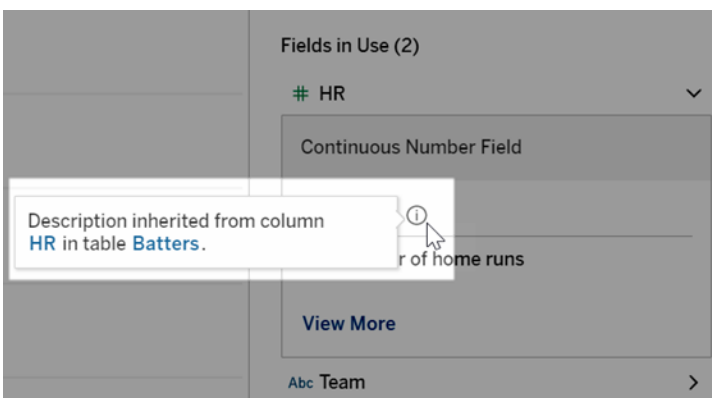 Fields in Use (2)
# HR
Continuous Number Field
Description inherited from column
HR in table Batters.
r of home runs
View More
Abc Team